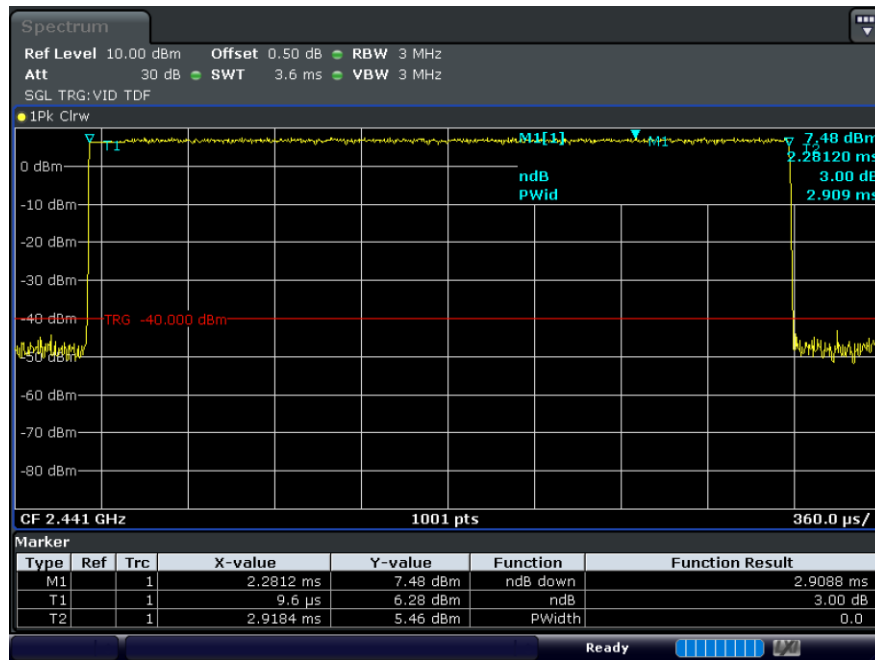 Spectrum
Ref Level 10.00 dBm Offset 0.50 dB RBW 3 MHz
Att 30 dB SWT 3.6 ms VBW 3 MHz
SGL TRG:VID TDF
1Pk Clrw
T1 M1[1] M1 7.48 dBm
T2
2.28120 ms
0 dBm
ndB 3.00 dB
-10 dBm PWid 2.909 ms
-20 dBm
-30 dBm
-40 dBm TRG -40.000 dBm
-50 dBm
-60 dBm
-70 dBm
-80 dBm
CF 2.441 GHz 1001 pts 360.0 µs/
Marker
Type Ref Trc X-value Y-value Function Function Result
M1 1 2.2812 ms 7.48 dBm ndB down 2.9088 ms
T1 1 9.6 µs 6.28 dBm ndB 3.00 dB
T2 1 2.9184 ms 5.46 dBm PWidth 0.0
Ready